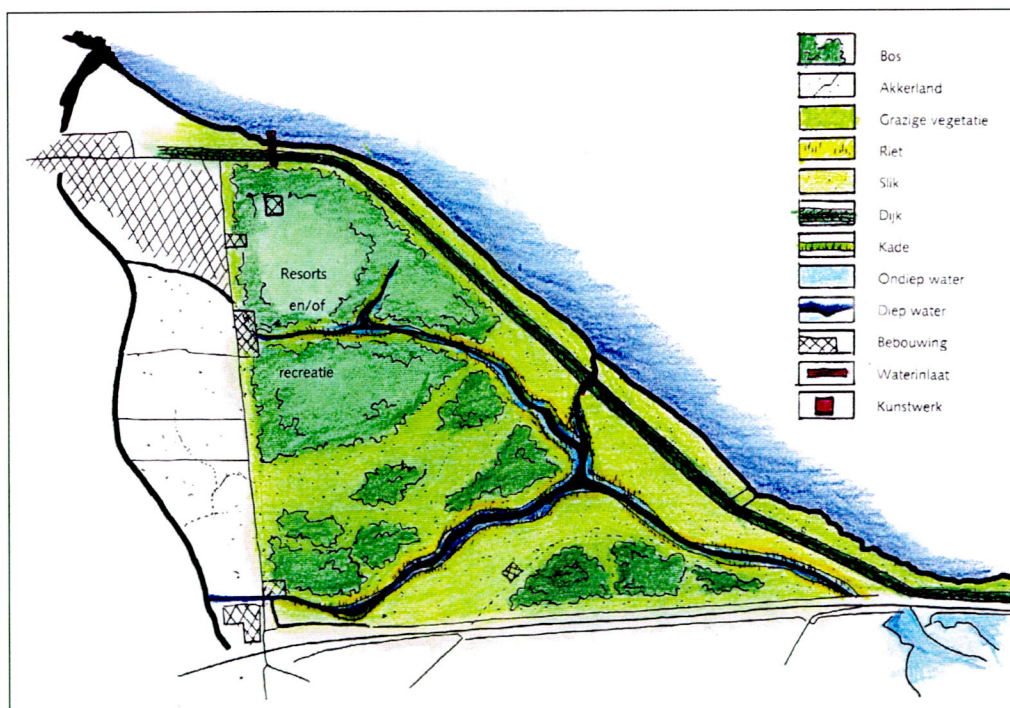 Bos
Akkerland
Grazige vegetatie
Riet
Slik
Dijk
Kade
Ondiep water
Diep water
Bebouwing
Waterinlaat
Kunstwerk
Resorts
en/of
recreatie